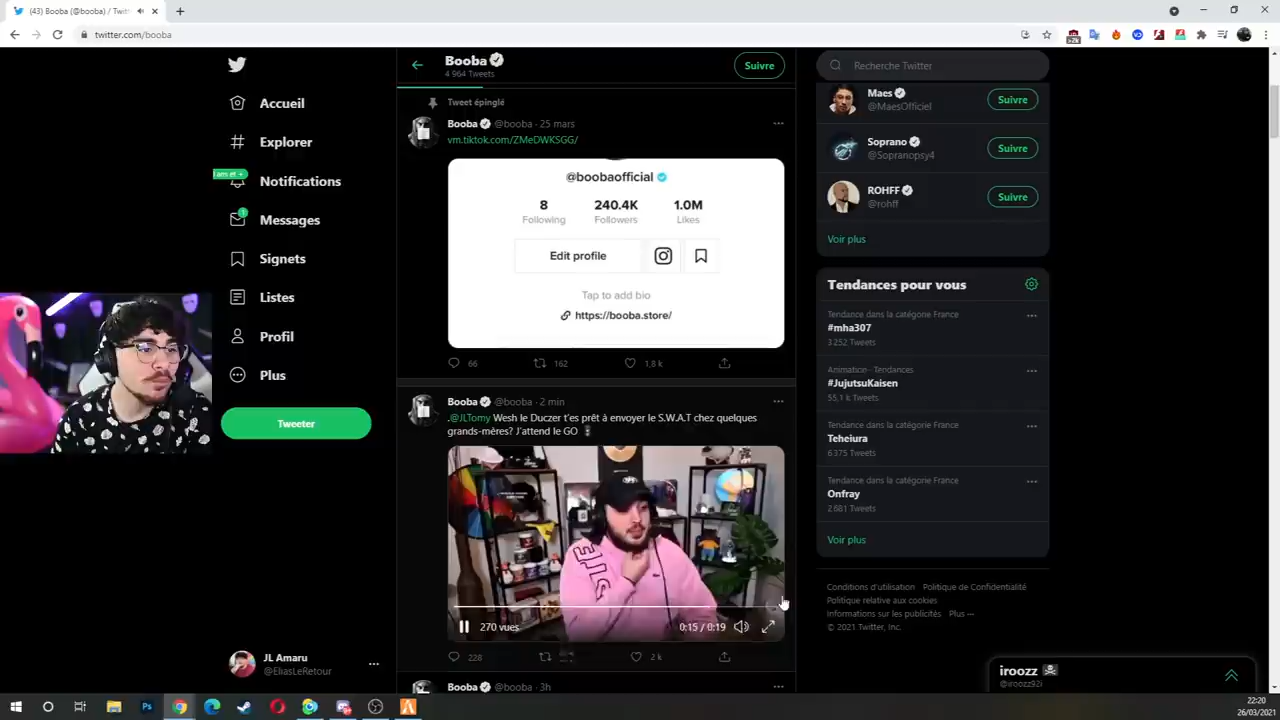 (43) Booba (@booba) / Twitt
twitter.com/booba
Accueil
Explorer
Notifications
Messages
1
Signets
Listes
Profil
Plus
Tweeter
JL Amaru
@EliasLeRetour
Booba
4 964 Tweets
Suivre
Tweet épinglé
Booba @booba · 25 mars
vm.tiktok.com/ZMeDWKSGG/
@boobaofficial
8 240.4K 1.0M
Following Followers Likes
Edit profile
Tap to add bio
https://booba.store/
66 162 1,8 k
Booba @booba · 2 min
.@JLTomy Wesh le Duczer t'es prêt à envoyer le S.W.A.T chez quelques
grands-mères? J'attend le GO
270 vues 0:15 / 0:19
228 2 k
Booba @booba · 3h
Recherche Twitter
Maes
@MaesOfficiel
Suivre
Soprano
@Sopranopsy4
Suivre
ROHFF
@rohff
Suivre
Voir plus
Tendances pour vous
Tendance dans la catégorie France
#mha307
3 252 Tweets
Animation · Tendances
#JujutsuKaisen
55,1 k Tweets
Tendance dans la catégorie France
Teheiura
6 375 Tweets
Tendance dans la catégorie France
Onfray
2 681 Tweets
Voir plus
Conditions d'utilisation Politique de Confidentialité
Politique relative aux cookies
Informations sur les publicités Plus ···
© 2021 Twitter, Inc.
iroozz
@iroozz92i
22:20
26/03/2021